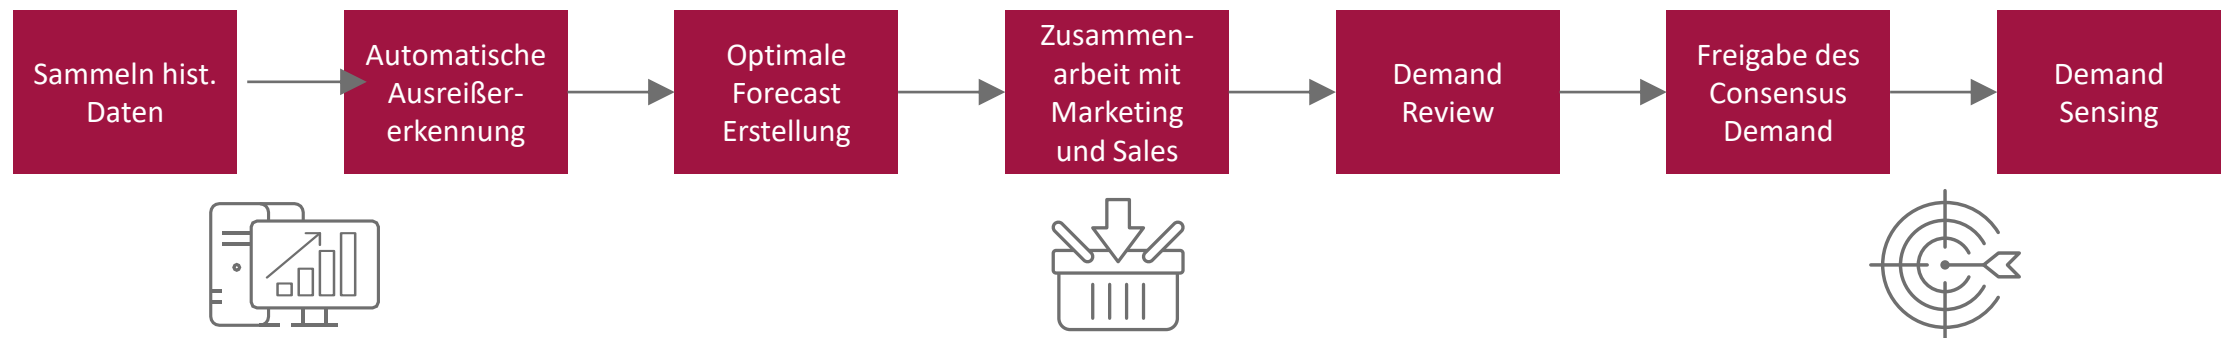 Sammeln hist.
Daten
Automatische
Ausreißer-
erkennung
Optimale
Forecast
Erstellung
Zusammen-
arbeit mit
Marketing
und Sales
Demand
Review
Freigabe des
Consensus
Demand
Demand
Sensing